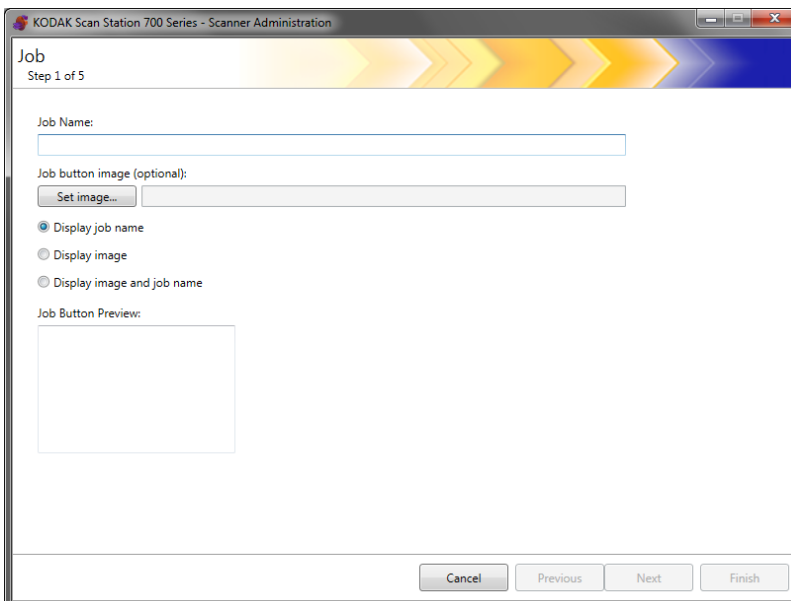 KODAK Scan Station 700 Series - Scanner Administration
Job
Step 1 of 5
Job Name:
Job button image (optional):
Set image...
Display job name
Display image
Display image and job name
Job Button Preview:
Cancel Previous Next Finish